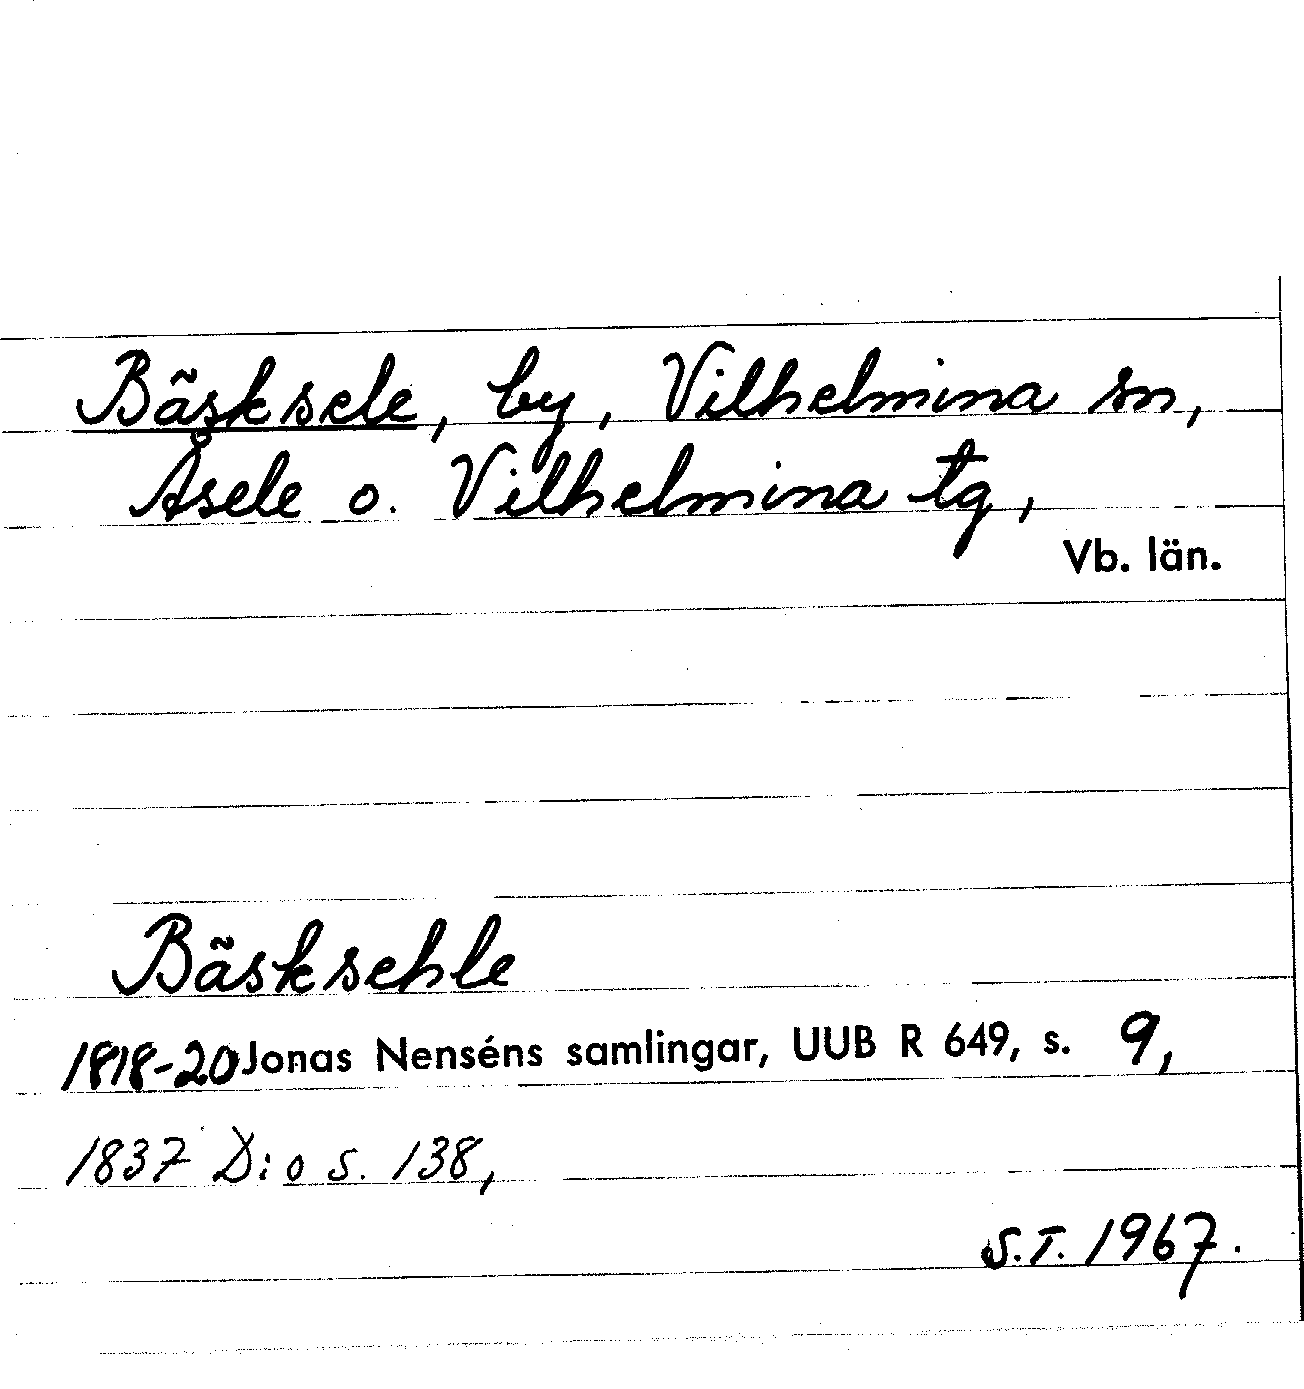 Bäsksele, by, Vilhelmina sn,
Åsele o. Vilhelmina tg,
Vb. län.
Bäsksehle
1818-20 Jonas Nenséns samlingar, UUB R 649, s. 9,
1837 D:o s. 138,
S.T. 1967.